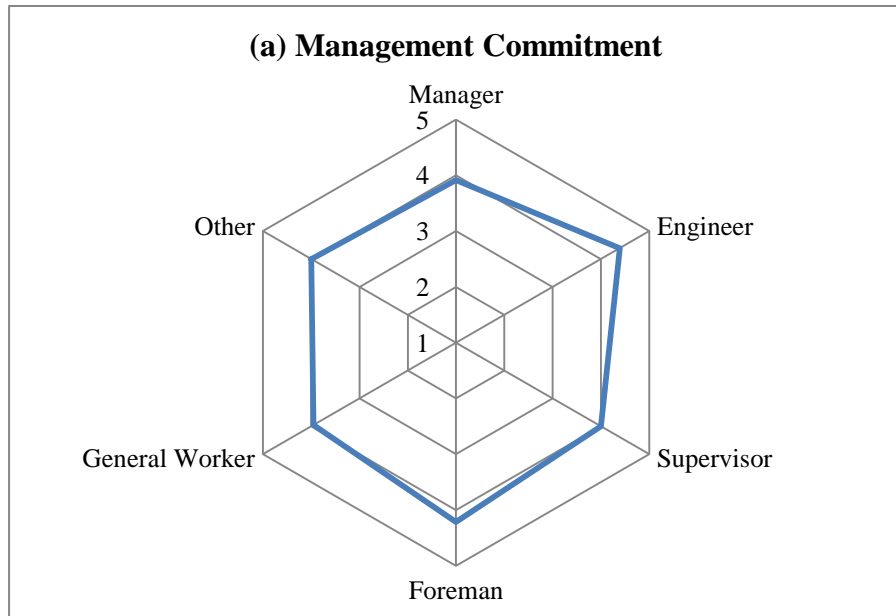 (a) Management Commitment
Manager
5
4
Other
3
Engineer
2
1
General Worker
Supervisor
Foreman